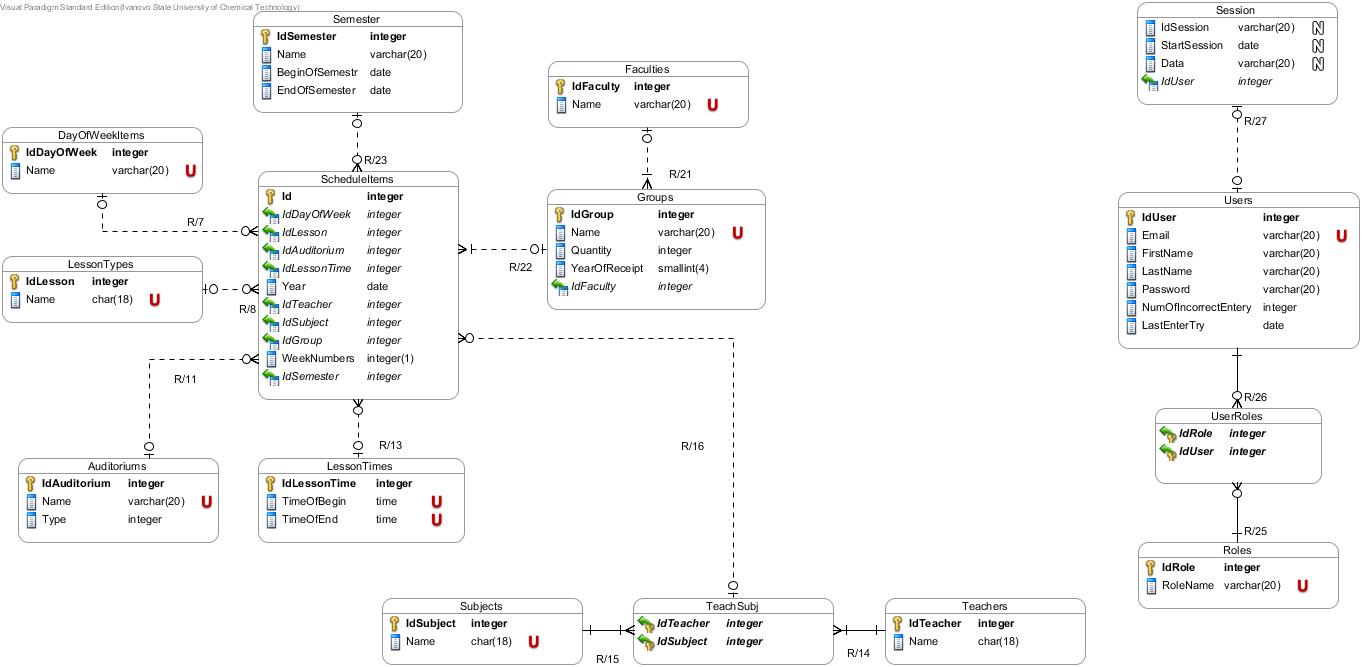 Visual Paradigm Standard Edition(Ivanovo State University of Chemical Technology)
Semester
IdSemester integer
Name varchar(20)
BeginOfSemestr date
EndOfSemester date
Session
IdSession varchar(20) N
StartSession date N
Data varchar(20) N
IdUser integer
Faculties
IdFaculty integer
Name varchar(20) U
DayOfWeekItems
IdDayOfWeek integer
Name varchar(20) U
R/23
R/21
R/27
ScheduleItems
Id integer
IdDayOfWeek integer
IdLesson integer
IdAuditorium integer
IdLessonTime integer
Year date
IdTeacher integer
IdSubject integer
IdGroup integer
WeekNumbers integer(1)
IdSemester integer
Groups
IdGroup integer
Name varchar(20) U
Quantity integer
YearOfReceipt smallint(4)
IdFaculty integer
Users
IdUser integer
Email varchar(20) U
FirstName varchar(20)
LastName varchar(20)
Password varchar(20)
NumOfIncorrectEntery integer
LastEnterTry date
R/7
R/22
LessonTypes
IdLesson integer
Name char(18) U
R/8
R/11
R/26
UserRoles
IdRole integer
IdUser integer
R/13
R/16
Auditoriums
IdAuditorium integer
Name varchar(20) U
Type integer
LessonTimes
IdLessonTime integer
TimeOfBegin time U
TimeOfEnd time U
R/25
Roles
IdRole integer
RoleName varchar(20) U
Subjects
IdSubject integer
Name char(18) U
TeachSubj
IdTeacher integer
IdSubject integer
Teachers
IdTeacher integer
Name char(18)
R/15
R/14